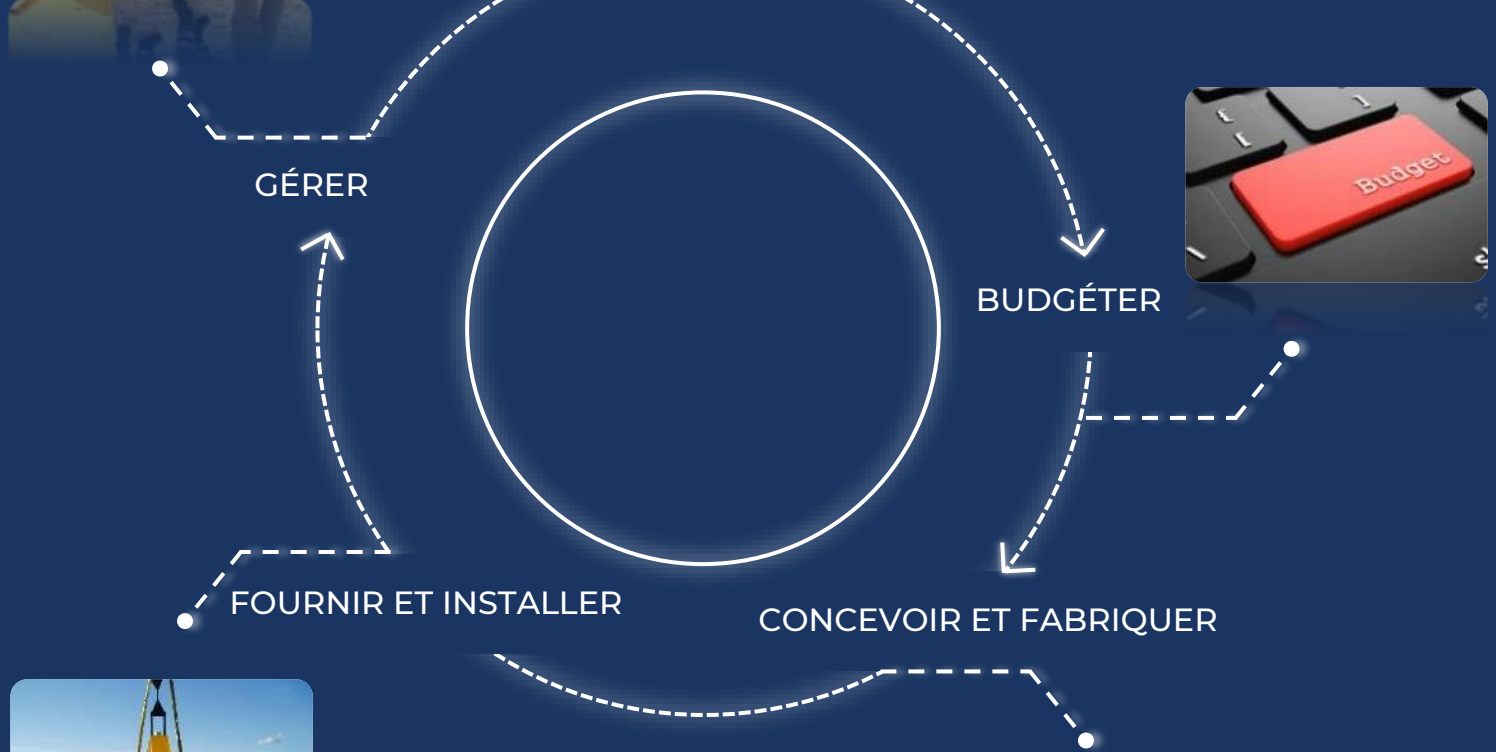 GÉRER
Budget
BUDGÉTER
FOURNIR ET INSTALLER
CONCEVOIR ET FABRIQUER